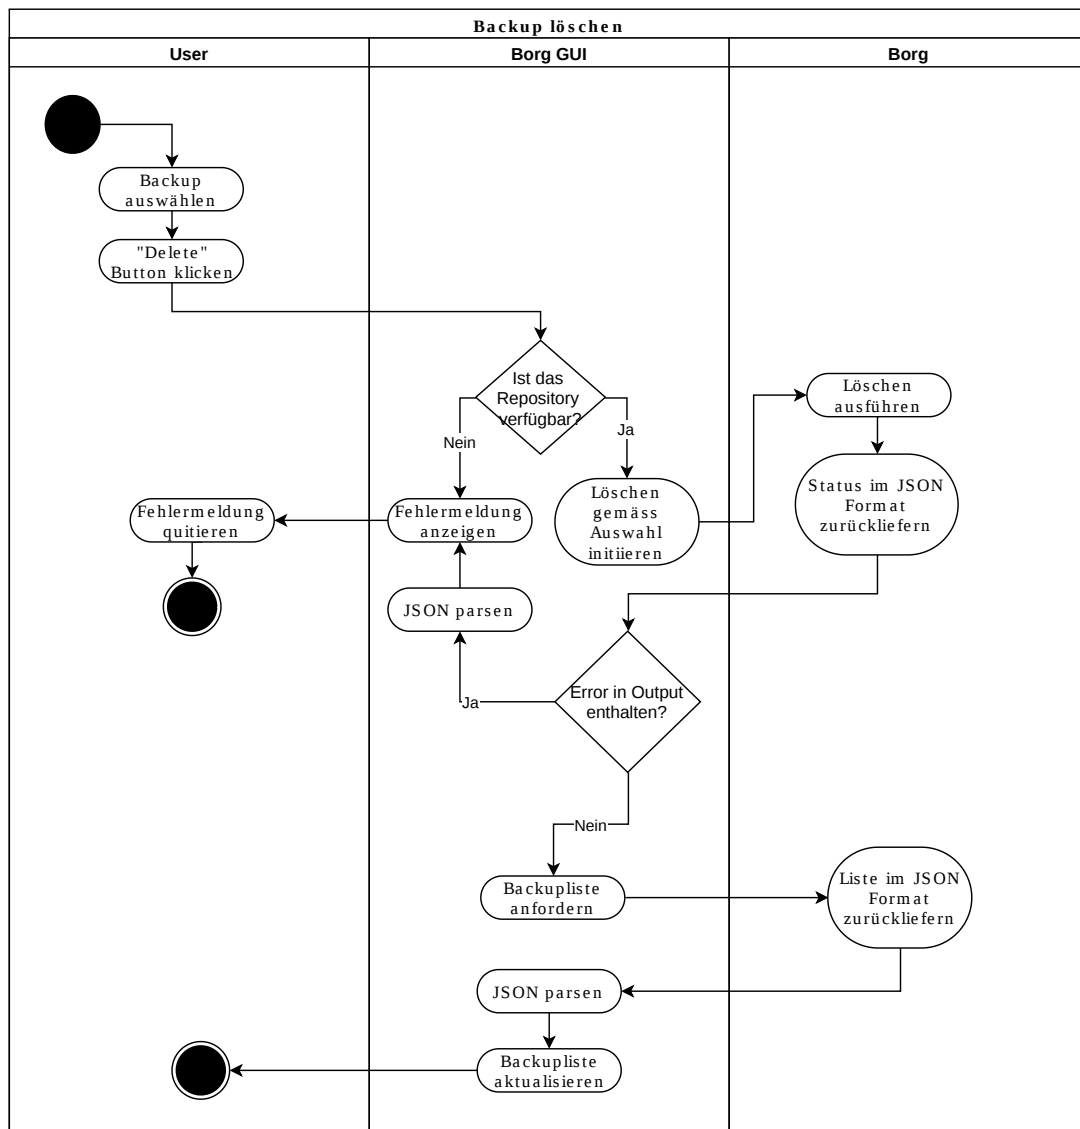 Backup löschen
User
Borg GUI
Borg
Backup
auswählen
"Delete"
Button klicken
Ist das
Repository
verfügbar?
Nein
Ja
Löschen
ausführen
Status im JSON
Format
zurückliefern
Löschen
gemäss
Auswahl
initiieren
Fehlermeldung
anzeigen
Fehlermeldung
quitieren
JSON parsen
Error in Output
enthalten?
Ja
Nein
Backupliste
anfordern
Liste im JSON
Format
zurückliefern
JSON parsen
Backupliste
aktualisieren